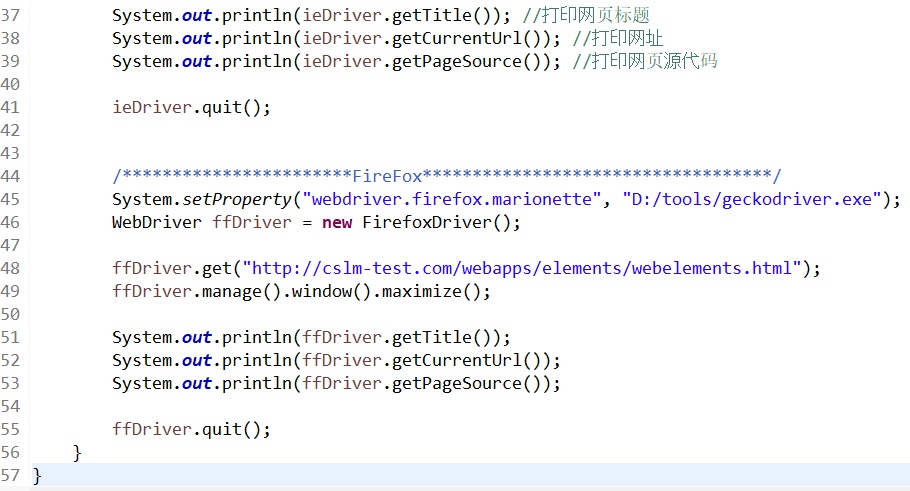 37 System.out.println(ieDriver.getTitle()); //打印网页标题
38 System.out.println(ieDriver.getCurrentUrl()); //打印网址
39 System.out.println(ieDriver.getPageSource()); //打印网页源代码
40
41 ieDriver.quit();
42
43
44 /***********************FireFox***********************************/
45 System.setProperty("webdriver.firefox.marionette", "D:/tools/geckodriver.exe");
46 WebDriver ffDriver = new FirefoxDriver();
47
48 ffDriver.get("http://cslm-test.com/webapps/elements/webelements.html");
49 ffDriver.manage().window().maximize();
50
51 System.out.println(ffDriver.getTitle());
52 System.out.println(ffDriver.getCurrentUrl());
53 System.out.println(ffDriver.getPageSource());
54
55 ffDriver.quit();
56 }
57 }